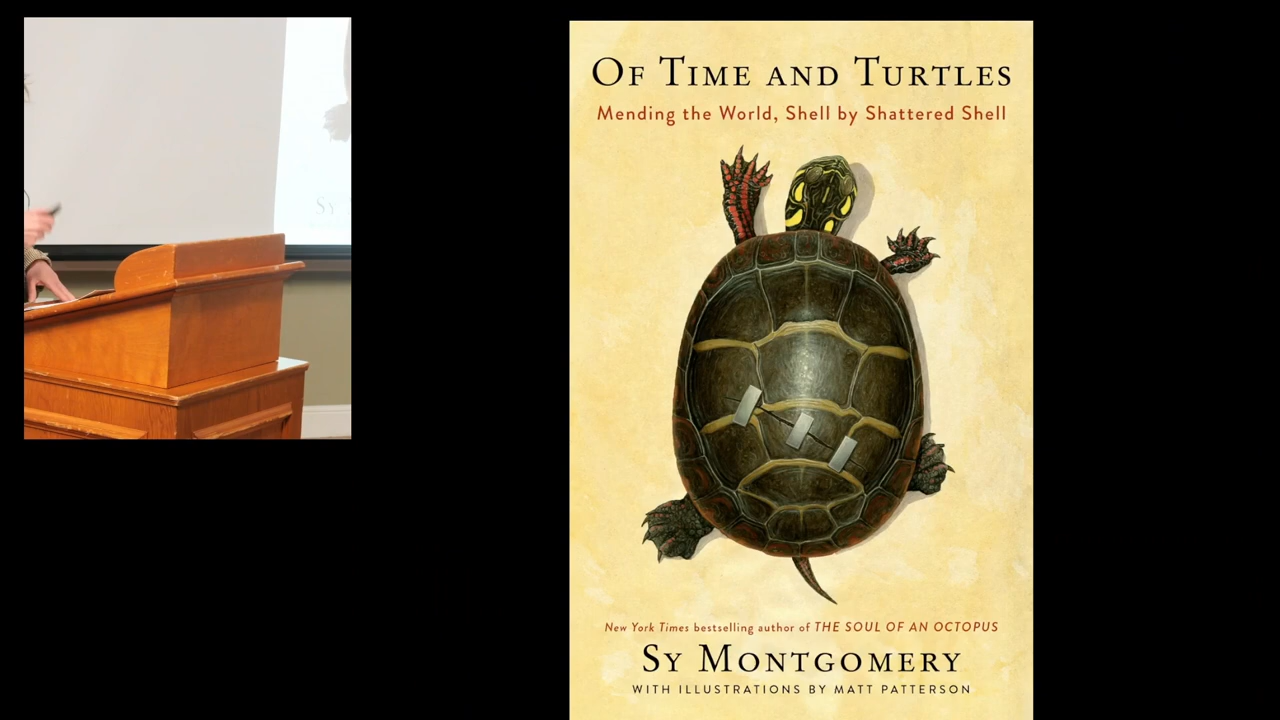 OF TIME AND TURTLES
Mending the World, Shell by Shattered Shell
New York Times bestselling author of THE SOUL OF AN OCTOPUS
SY MONTGOMERY
WITH ILLUSTRATIONS BY MATT PATTERSON
SY